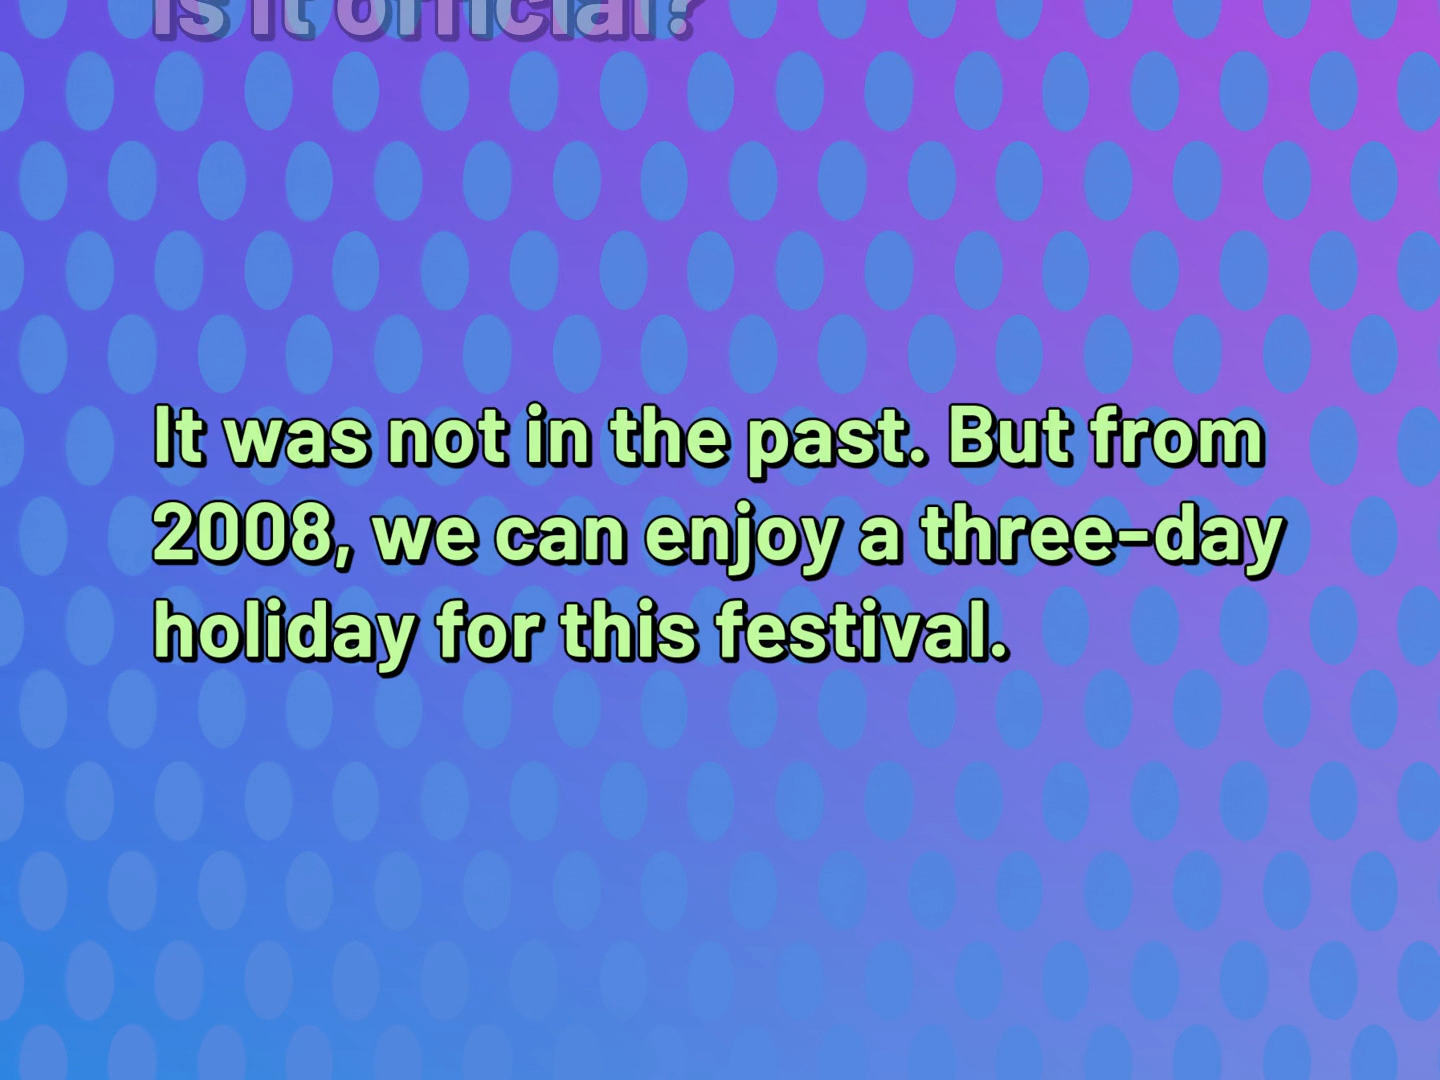 Is it official?
It was not in the past. But from
2008, we can enjoy a three-day
holiday for this festival.